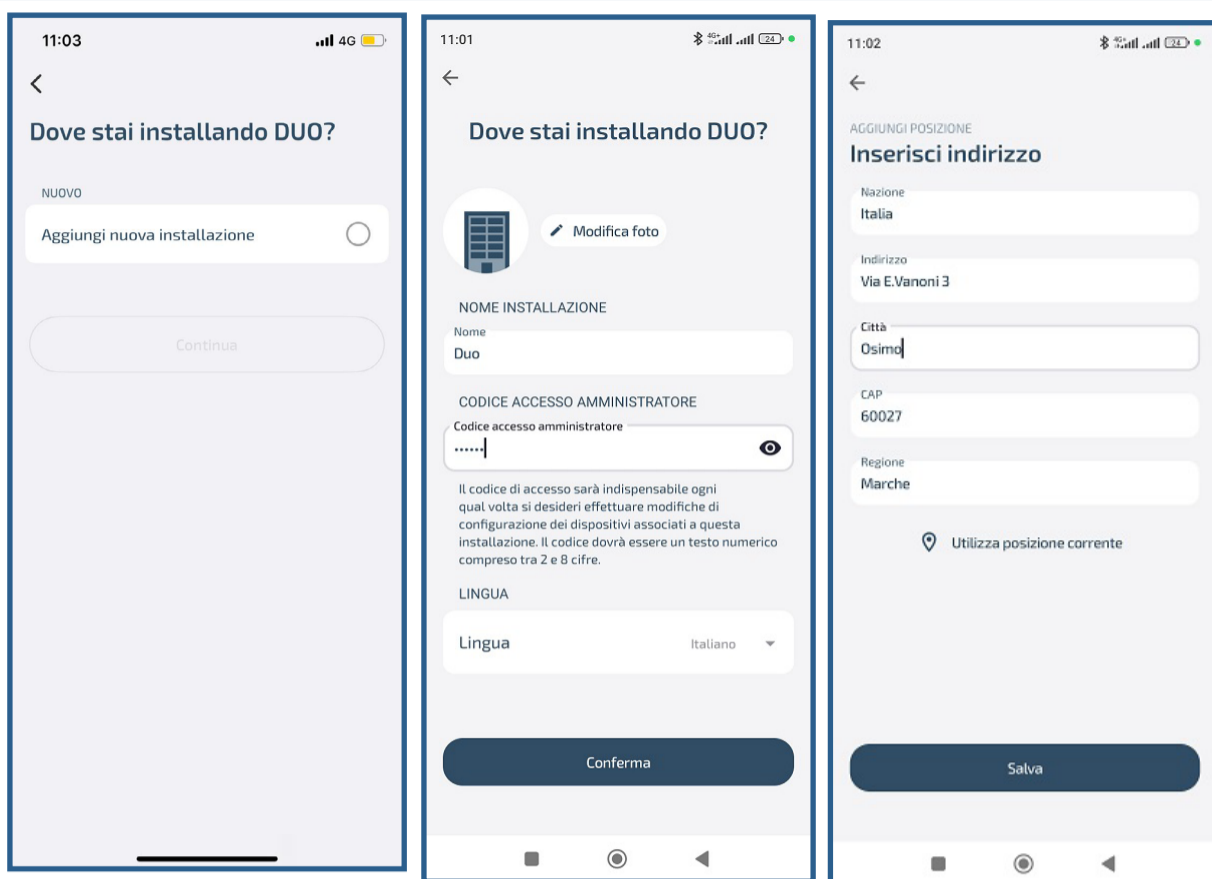 11:03
4G
Dove stai installando DUO?
NUOVO
Aggiungi nuova installazione
Continua
11:01
4G+
24
Dove stai installando DUO?
Modifica foto
NOME INSTALLAZIONE
Nome
Duo
CODICE ACCESSO AMMINISTRATORE
Codice accesso amministratore
••••••
Il codice di accesso sarà indispensabile ogni
qual volta si desideri effettuare modifiche di
configurazione dei dispositivi associati a questa
installazione. Il codice dovrà essere un testo numerico
compreso tra 2 e 8 cifre.
LINGUA
Lingua
Italiano
Conferma
11:02
4G+
24
AGGIUNGI POSIZIONE
Inserisci indirizzo
Nazione
Italia
Indirizzo
Via E.Vanoni 3
Città
Osimo
CAP
60027
Regione
Marche
Utilizza posizione corrente
Salva